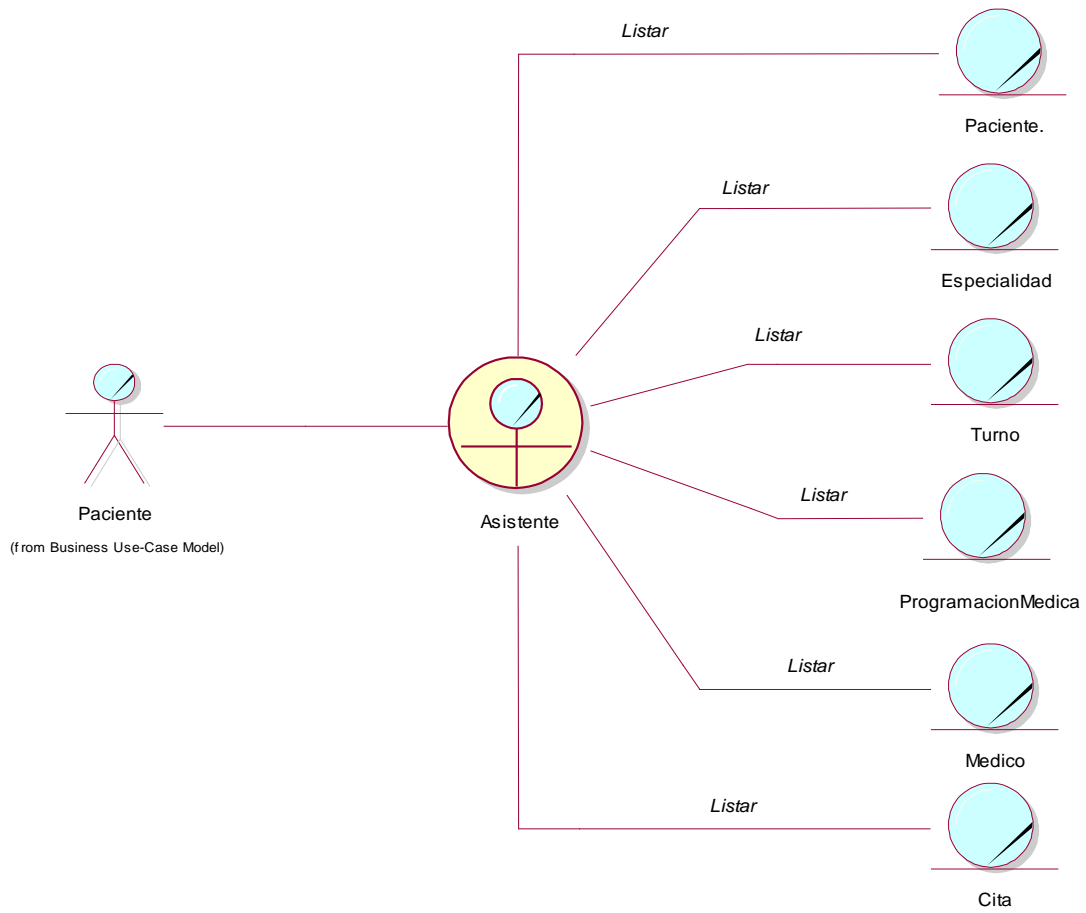 Listar
Paciente.
Listar
Especialidad
Listar
Turno
Paciente
(from Business Use-Case Model)
Asistente
Listar
ProgramacionMedica
Listar
Medico
Listar
Cita